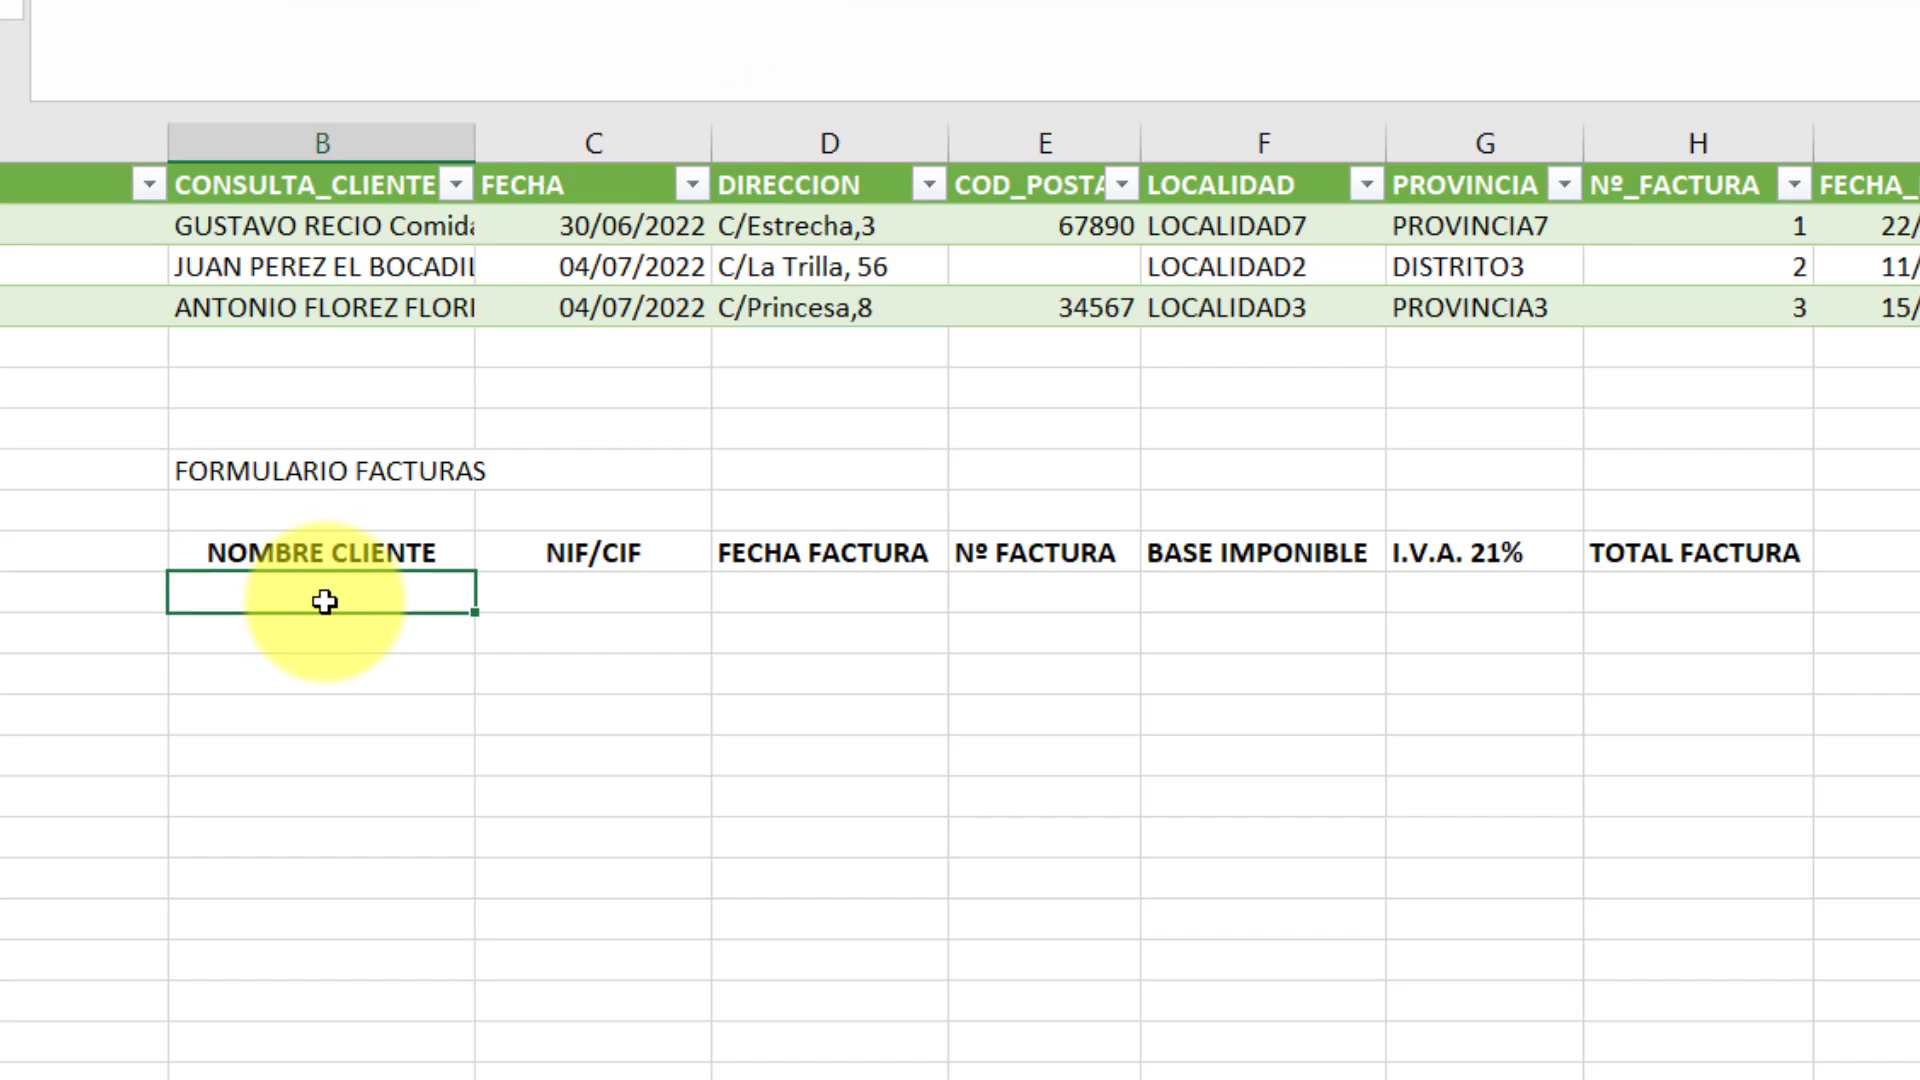 B C D E F G H
CONSULTA_CLIENTE FECHA DIRECCION COD_POSTA LOCALIDAD PROVINCIA Nº_FACTURA FECHA_
GUSTAVO RECIO Comida 30/06/2022 C/Estrecha,3 67890 LOCALIDAD7 PROVINCIA7 1 22/
JUAN PEREZ EL BOCADIL 04/07/2022 C/La Trilla, 56 LOCALIDAD2 DISTRITO3 2 11/
ANTONIO FLOREZ FLORI 04/07/2022 C/Princesa,8 34567 LOCALIDAD3 PROVINCIA3 3 15/
FORMULARIO FACTURAS
NOMBRE CLIENTE NIF/CIF FECHA FACTURA Nº FACTURA BASE IMPONIBLE I.V.A. 21% TOTAL FACTURA